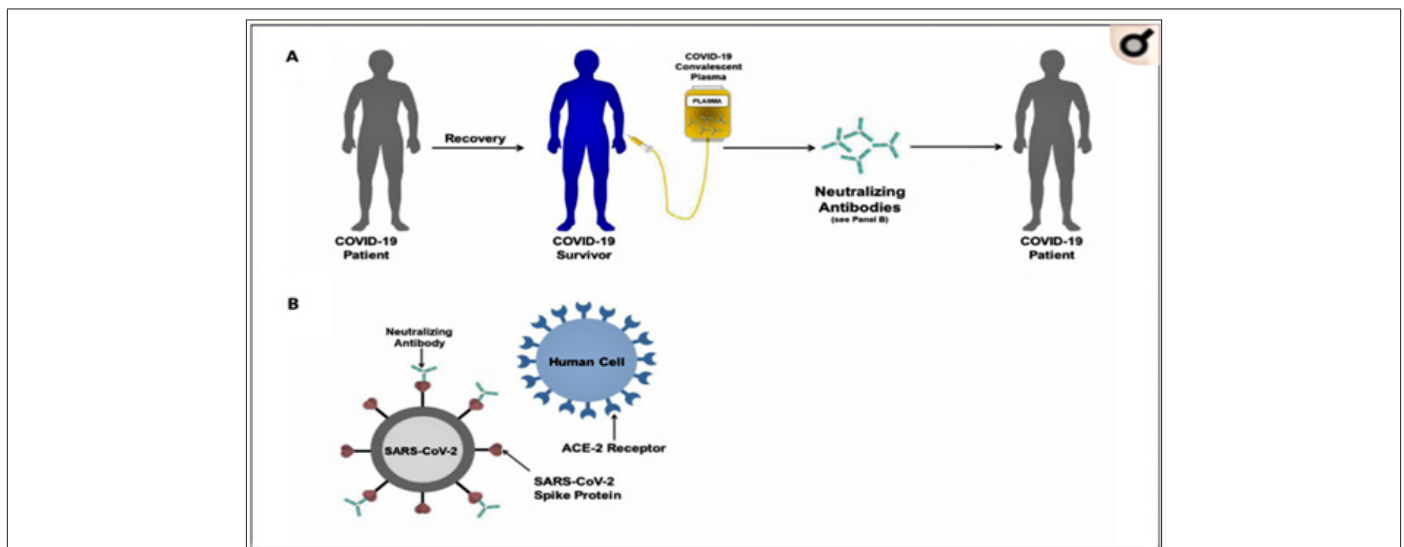 A
COVID-19
Convalescent
Plasma
PLASMA
Recovery
Neutralizing
Antibodies
(see Panel B)
COVID-19
Patient
COVID-19
Survivor
COVID-19
Patient
B
Neutralizing
Antibody
Human Cell
ACE-2 Receptor
SARS-CoV-2
SARS-CoV-2
Spike Protein